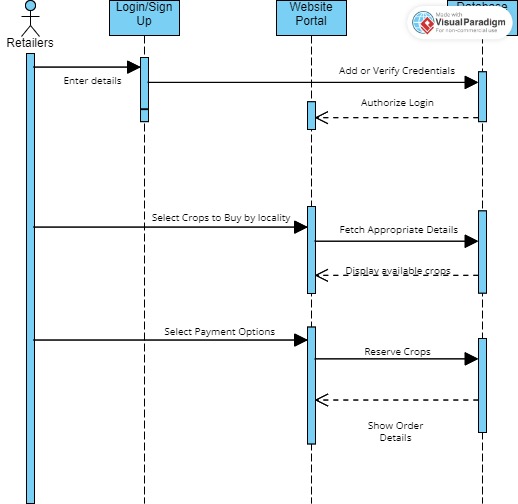 Login/Sign
Up
Website
Portal
Database
Made with
Visual Paradigm
For non-commercial use
Retailers
Enter details
Add or Verify Credentials
Authorize Login
Select Crops to Buy by locality
Fetch Appropriate Details
Display available crops
Select Payment Options
Reserve Crops
Show Order
Details